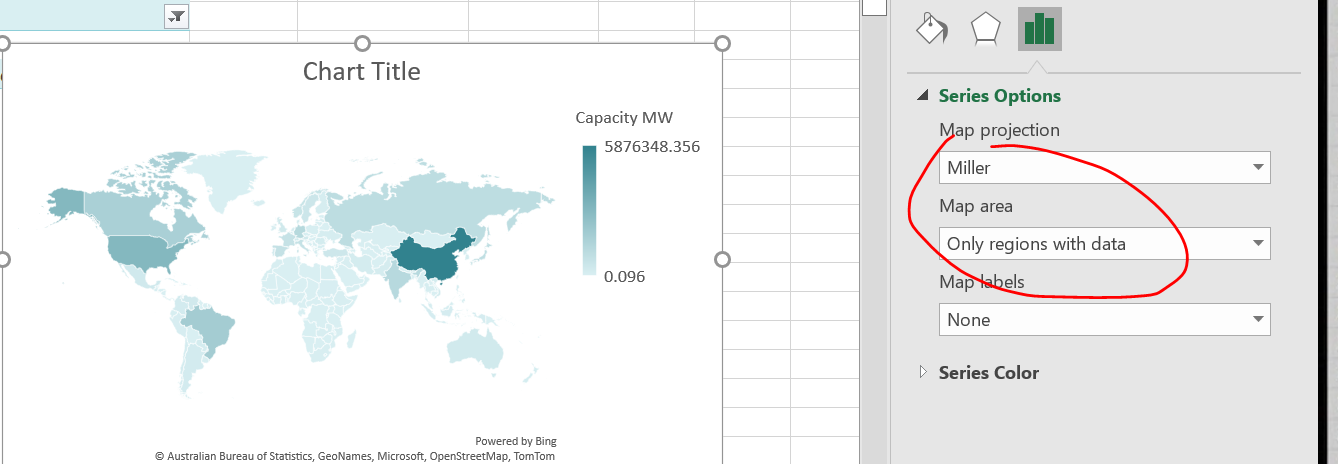 Chart Title
Capacity MW
5876348.356
0.096
Powered by Bing
© Australian Bureau of Statistics, GeoNames, Microsoft, OpenStreetMap, TomTom
Series Options
Map projection
Miller
Map area
Only regions with data
Map labels
None
Series Color